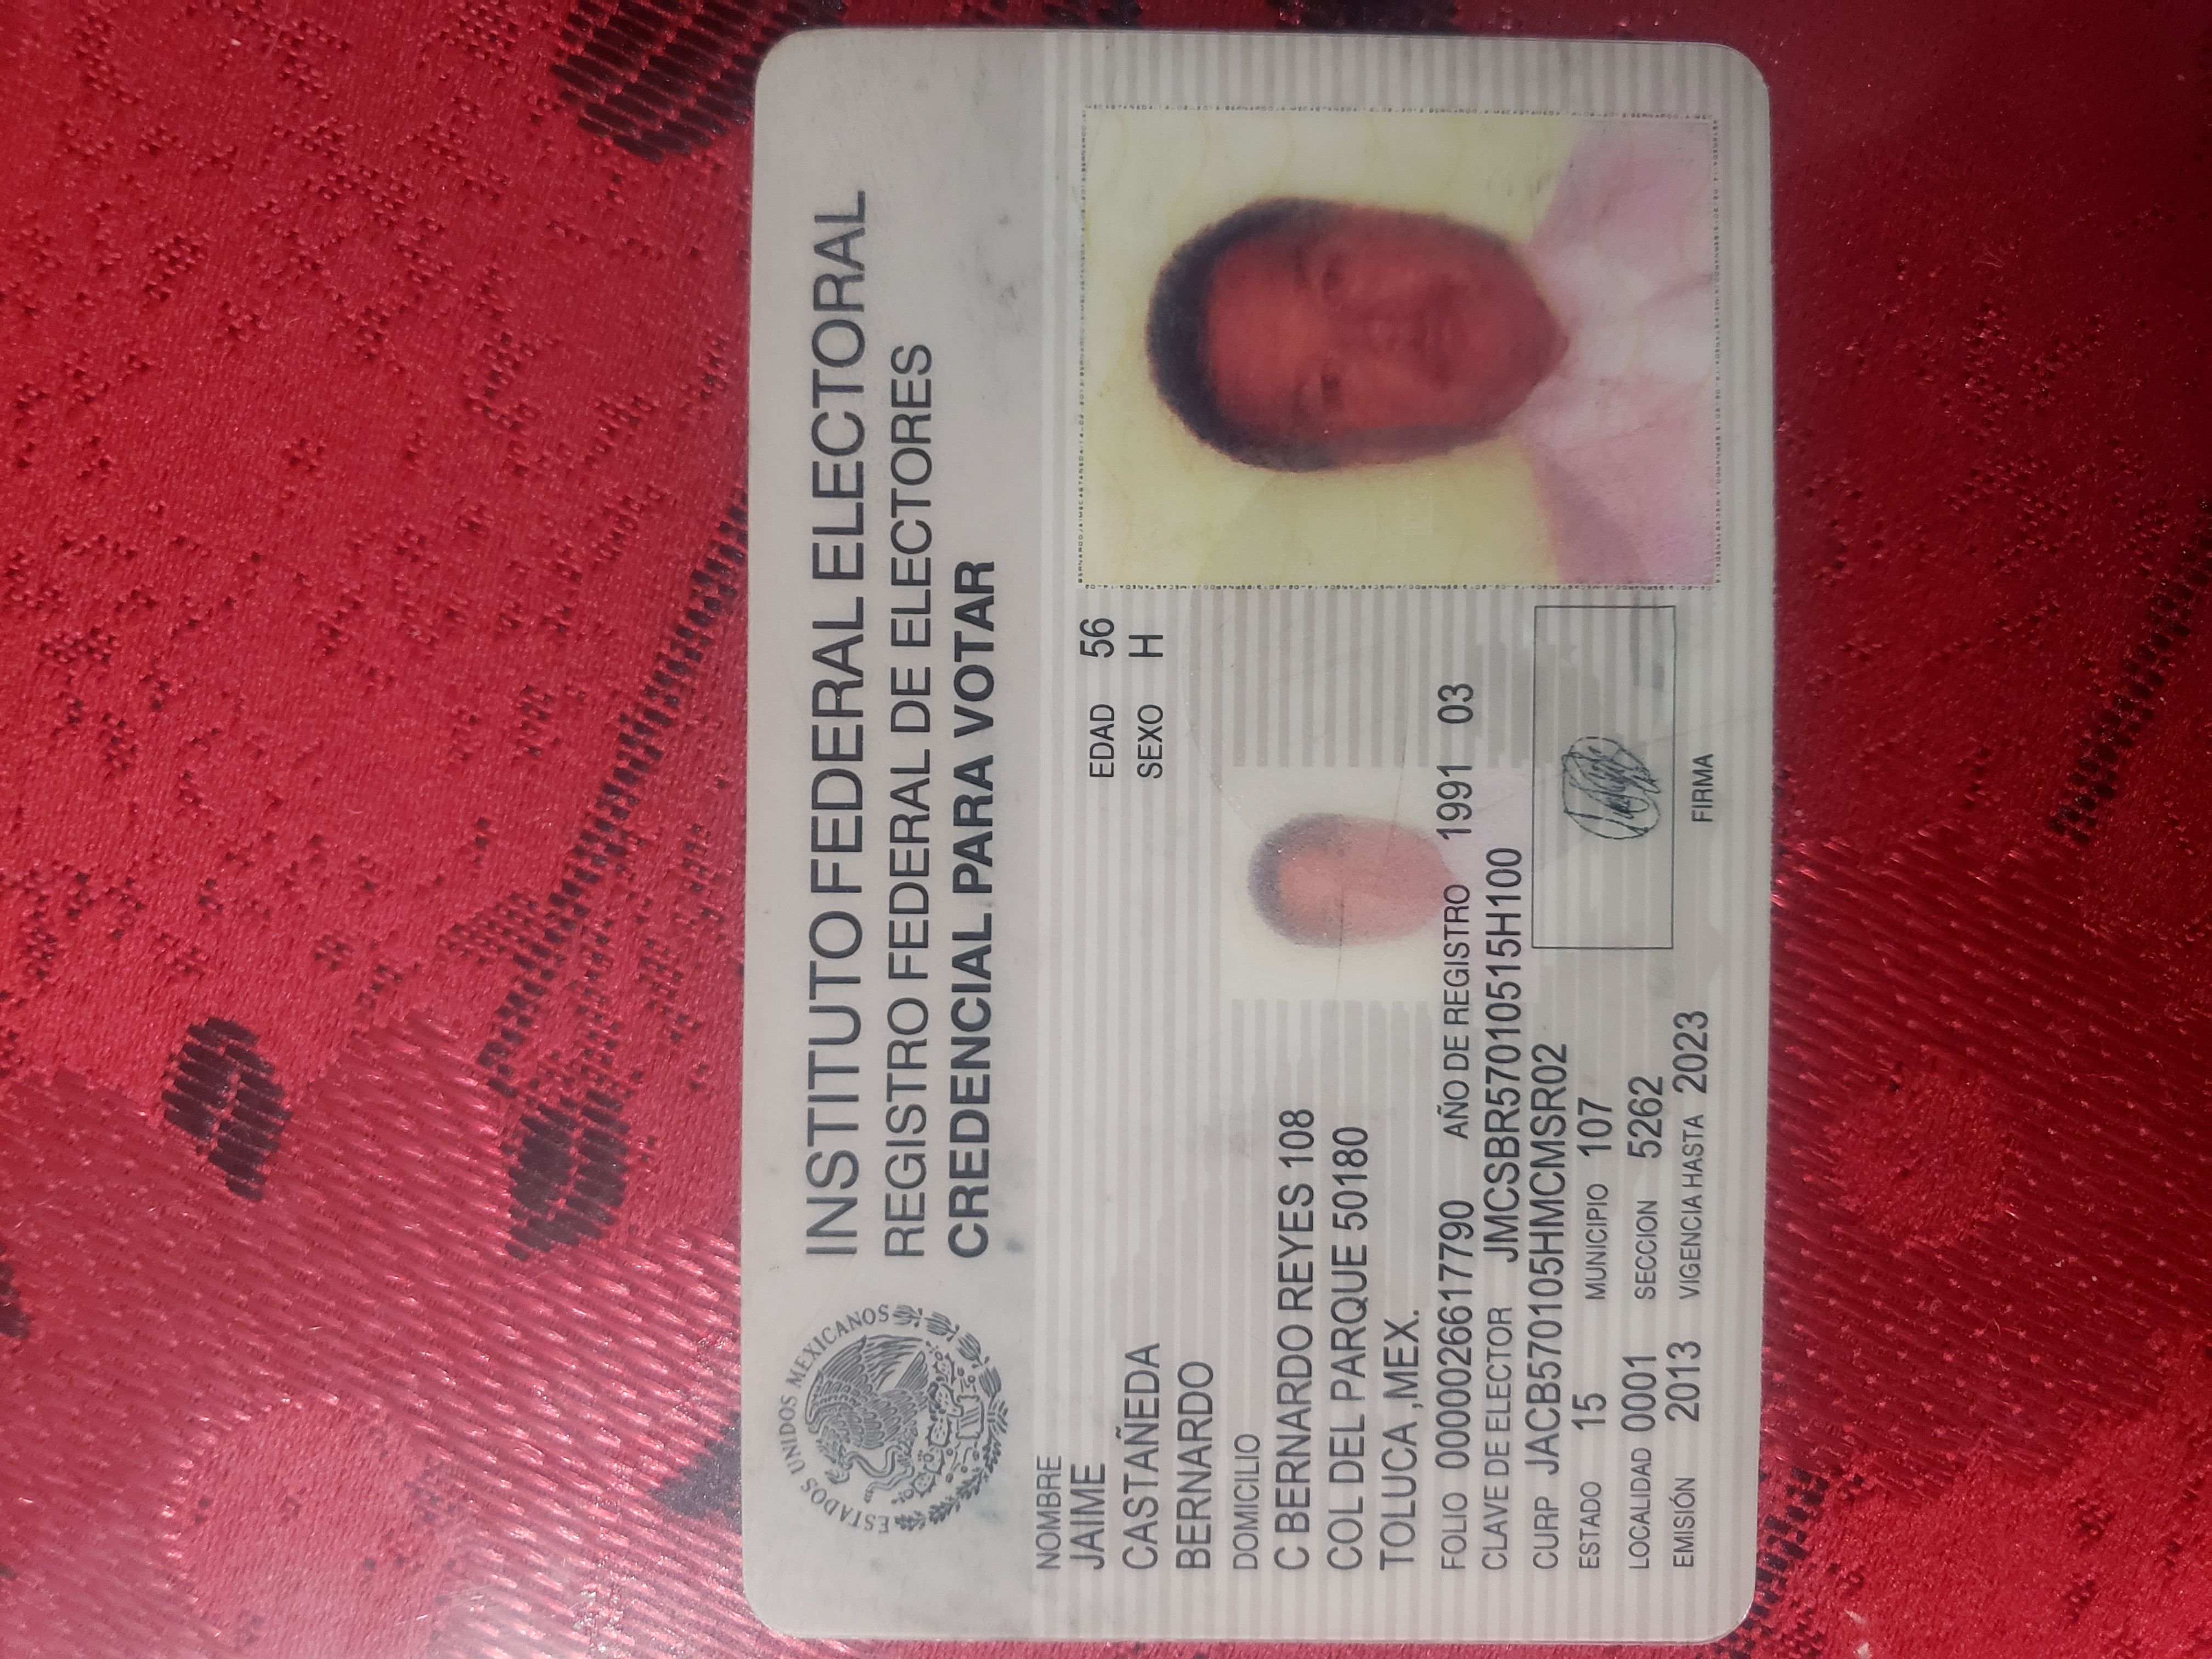 ESTADOS UNIDOS MEXICANOS
INSTITUTO FEDERAL ELECTORAL
REGISTRO FEDERAL DE ELECTORES
CREDENCIAL PARA VOTAR
NOMBRE
JAIME
CASTAÑEDA
BERNARDO
EDAD 56
SEXO H
DOMICILIO
C BERNARDO REYES 108
COL DEL PARQUE 50180
TOLUCA ,MEX.
FOLIO 0000026617790 AÑO DE REGISTRO 1991 03
CLAVE DE ELECTOR JMCSBR57010515H100
CURP JACB570105HMCMSR02
ESTADO 15 MUNICIPIO 107
LOCALIDAD 0001 SECCION 5262
EMISIÓN 2013 VIGENCIA HASTA 2023
FIRMA